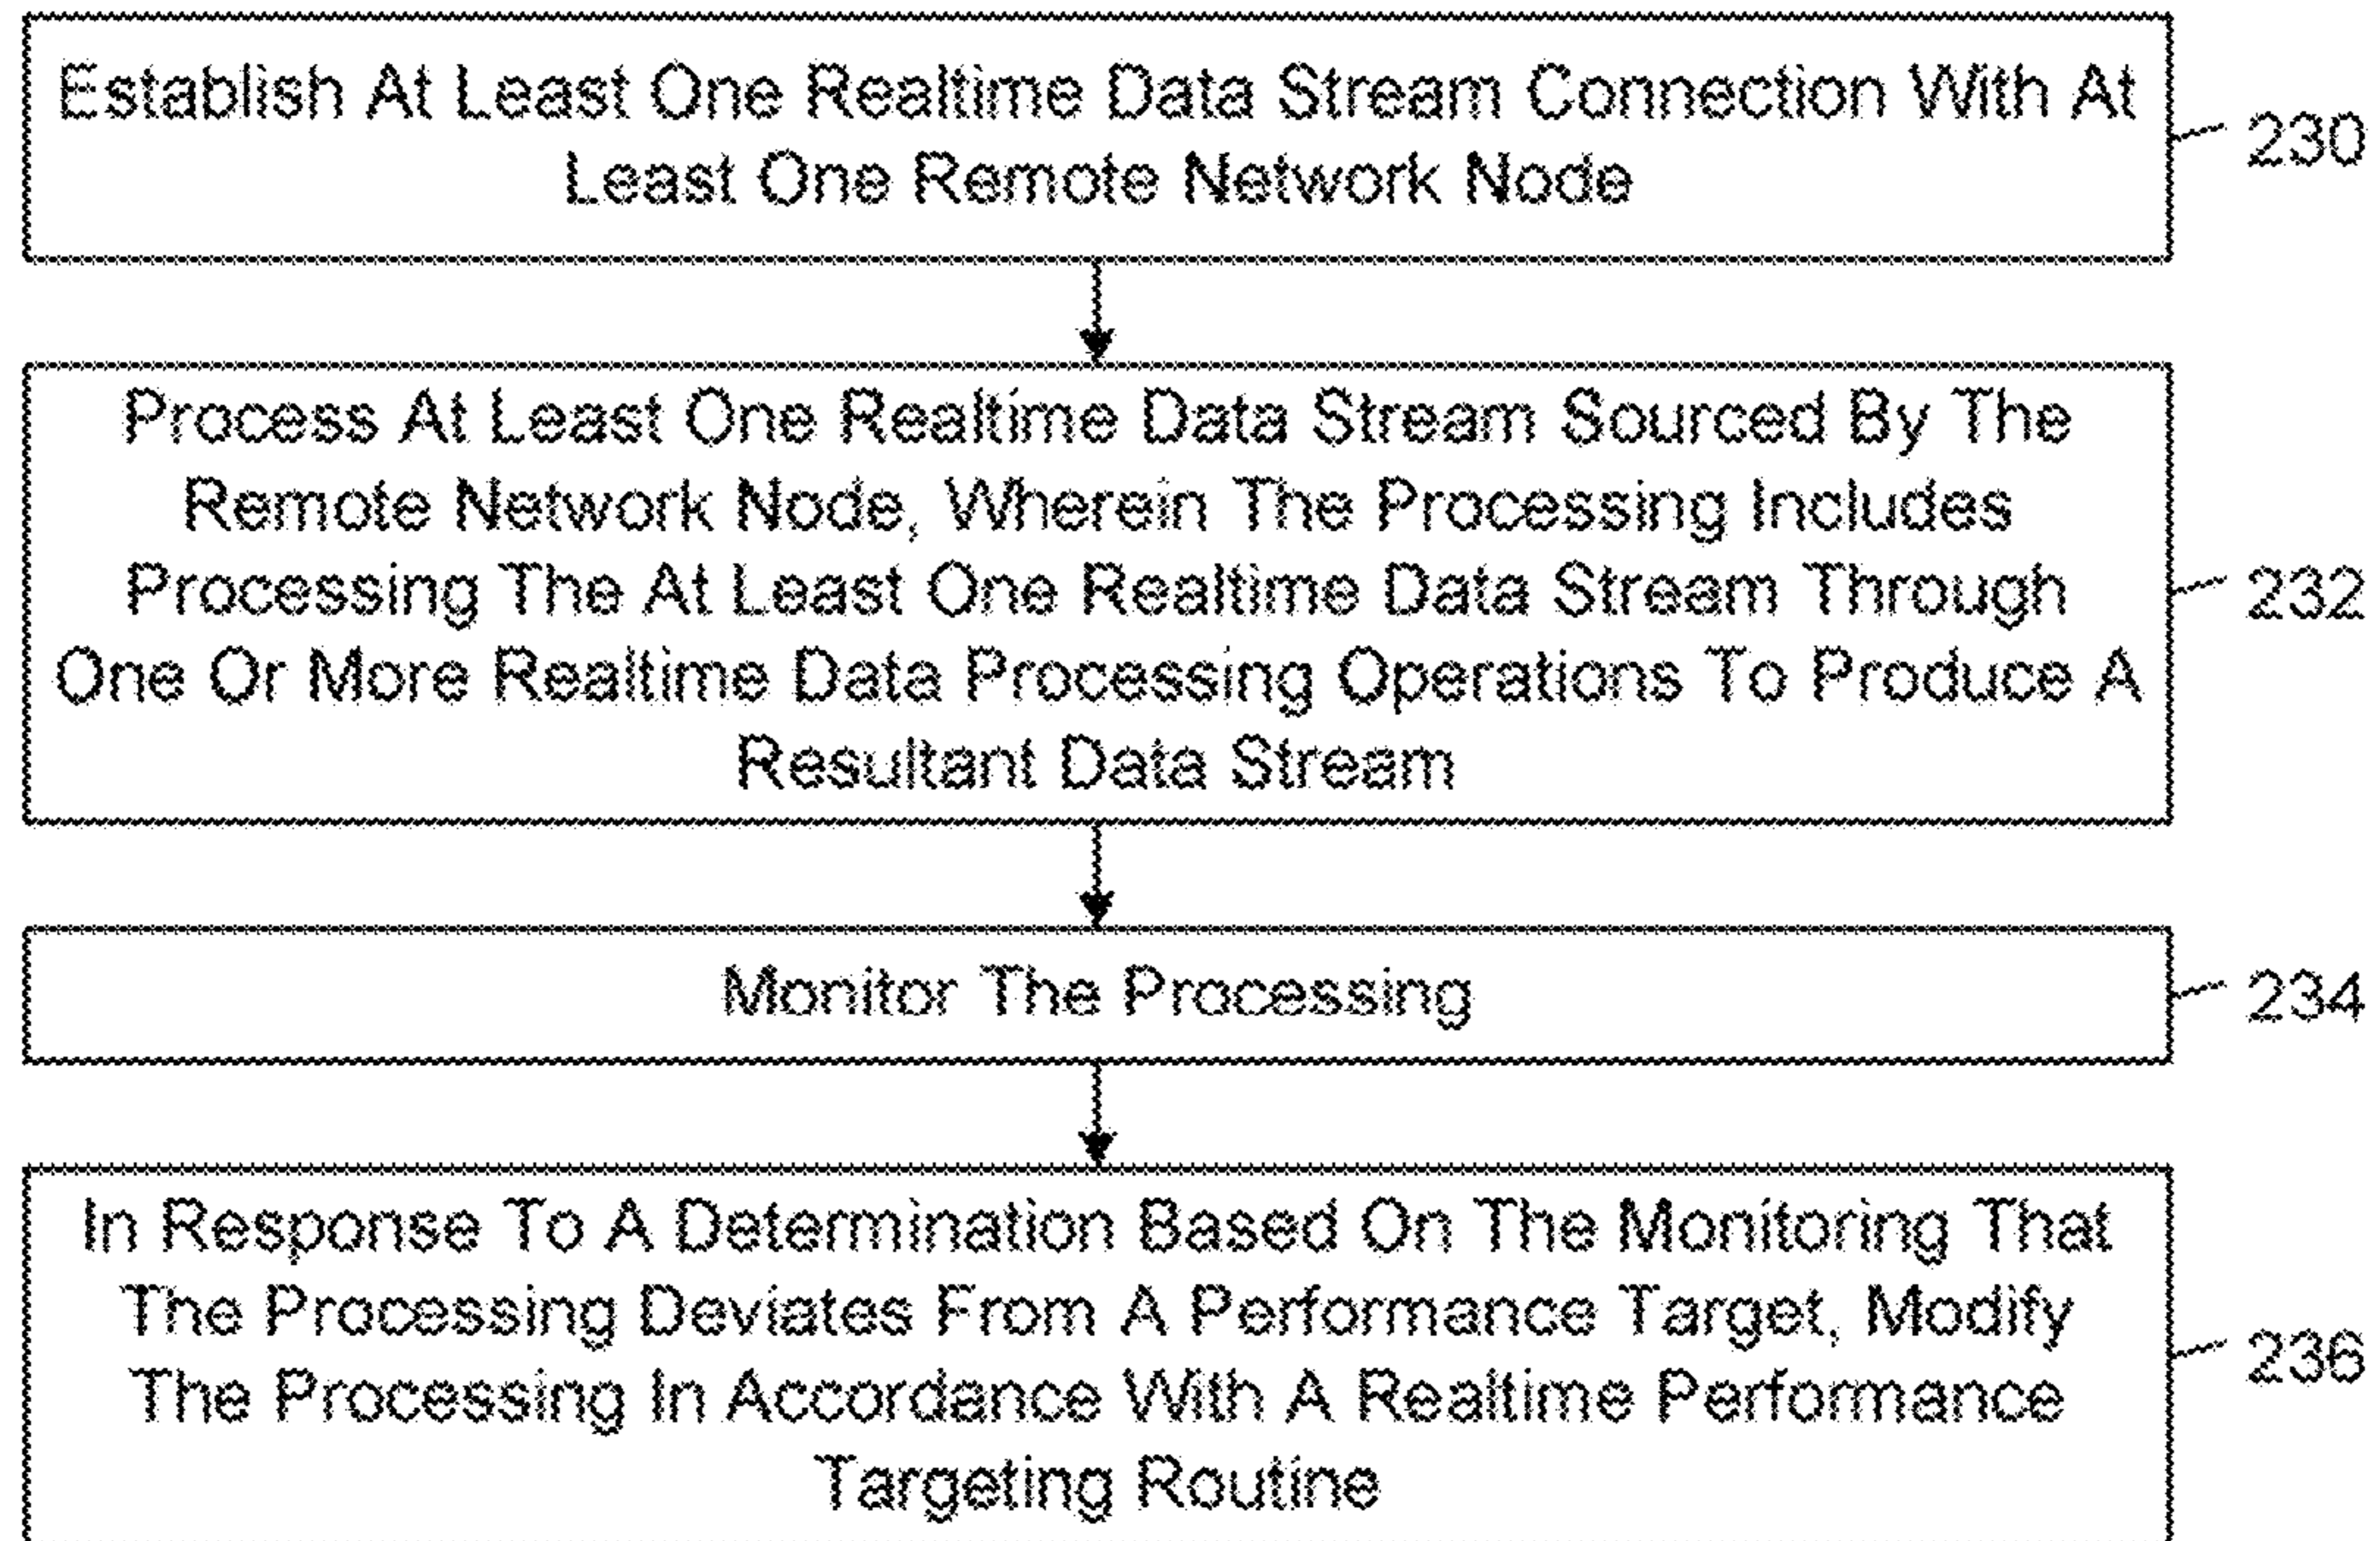 Establish At Least One Realtime Data Stream Connection With At
Least One Remote Network Node
230
Process At Least One Realtime Data Stream Sourced By The
Remote Network Node, Wherein The Processing Includes
Processing The At Least One Realtime Data Stream Through
One Or More Realtime Data Processing Operations To Produce A
Resultant Data Stream
232
Monitor The Processing
234
In Response To A Determination Based On The Monitoring That
The Processing Deviates From A Performance Target, Modify
The Processing In Accordance With A Realtime Performance
Targeting Routine
236